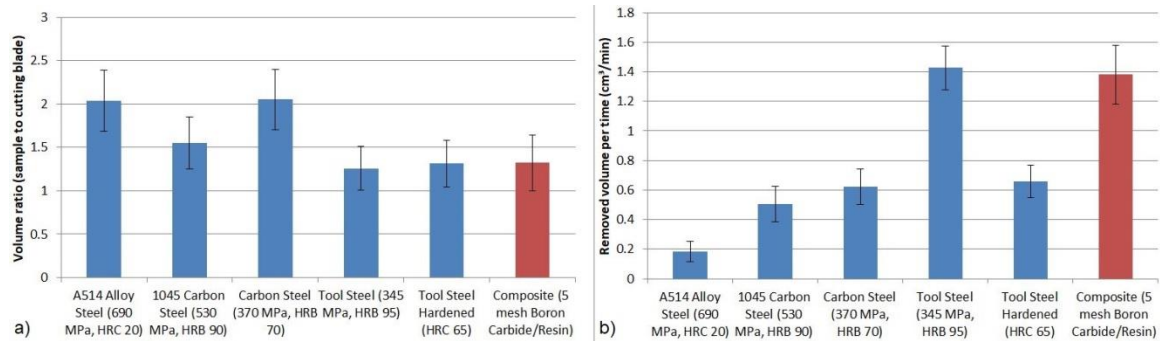 Volume ratio (sample to cutting blade)
3
2.5
2
1.5
1
0.5
0
A514 Alloy
Steel (690
MPa, HRC 20)
1045 Carbon
Steel (530
MPa, HRB 90)
Carbon Steel
(370 MPa, HRB
70)
Tool Steel (345
MPa, HRB 95)
Tool Steel
Hardened
(HRC 65)
Composite (5
mesh Boron
Carbide/Resin)
a)
Removed volume per time (cm³/min)
1.8
1.6
1.4
1.2
1
0.8
0.6
0.4
0.2
0
A514 Alloy
Steel (690
MPa, HRC 20)
1045 Carbon
Steel (530
MPa, HRB 90)
Carbon Steel
(370 MPa,
HRB 70)
Tool Steel
(345 MPa,
HRB 95)
Tool Steel
Hardened
(HRC 65)
Composite (5
mesh Boron
Carbide/Resin)
b)